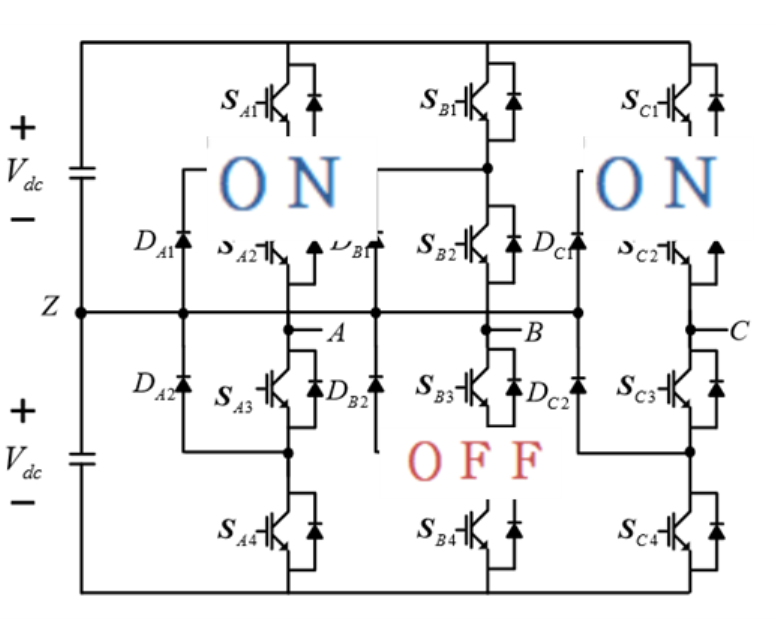 S_A1 S_B1 S_C1
+
V_dc
−
ON ON
D_A1 S_A2 D_B1 S_B2 D_C1 S_C2
Z
A B C
D_A2 S_A3 D_B2 S_B3 D_C2 S_C3
+
V_dc
−
OFF
S_A4 S_B4 S_C4